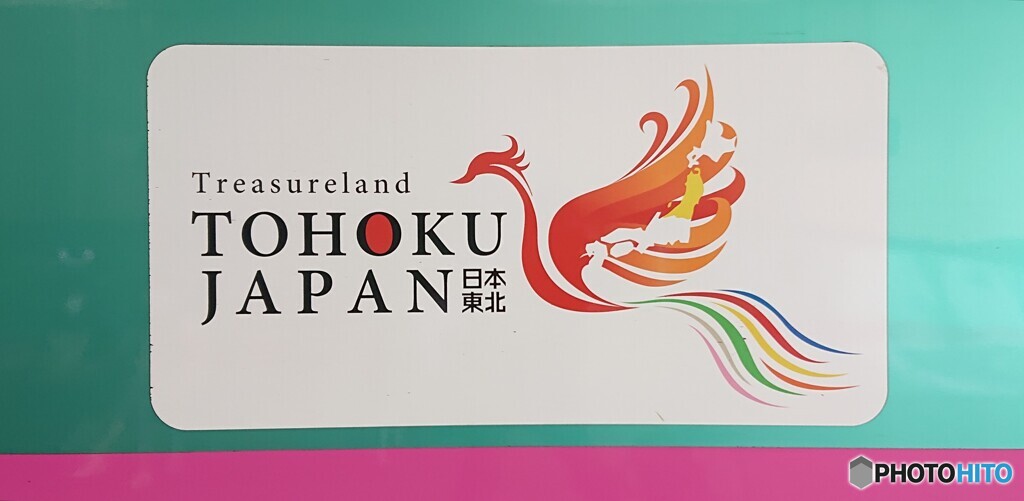 Treasureland
TOHOKU
JAPAN 日本
東北
PHOTOHITO